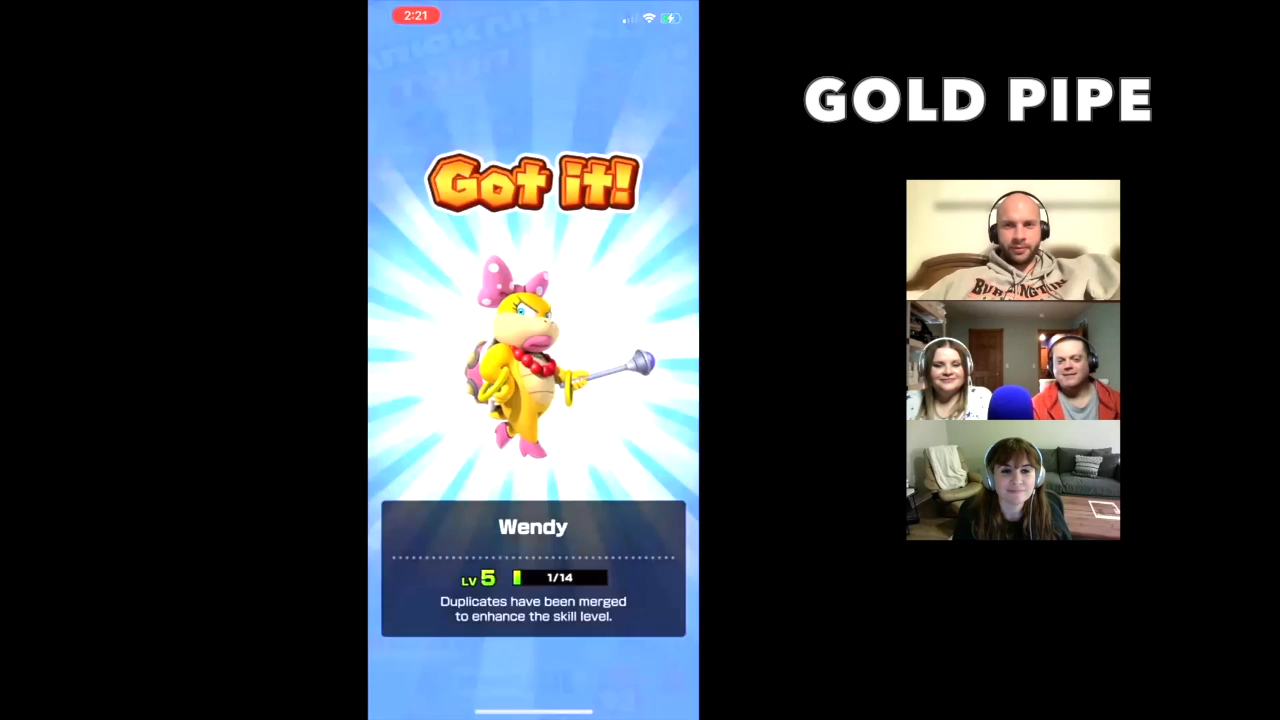 2:21
GOLD PIPE
Got it!
Wendy
LV 5 1/14
Duplicates have been merged
to enhance the skill level.